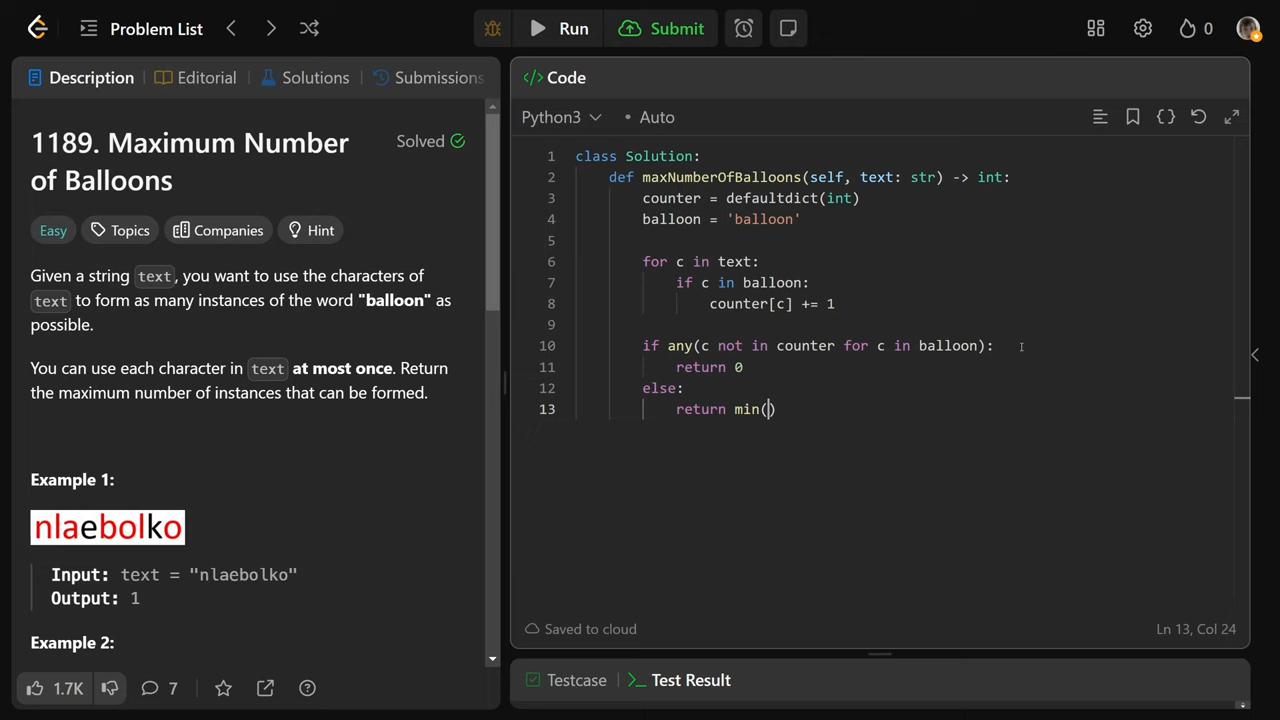 Problem List
Run
Submit
0
Description
Editorial
Solutions
Submissions
1189. Maximum Number
of Balloons
Solved
Easy
Topics
Companies
Hint
Given a string text, you want to use the characters of
text to form as many instances of the word "balloon" as
possible.
You can use each character in text at most once. Return
the maximum number of instances that can be formed.
Example 1:
nlaebolko
Input: text = "nlaebolko"
Output: 1
Example 2:
1.7K
7
</> Code
Python3
• Auto
1 class Solution:
2 def maxNumberOfBalloons(self, text: str) -> int:
3 counter = defaultdict(int)
4 balloon = 'balloon'
5
6 for c in text:
7 if c in balloon:
8 counter[c] += 1
9
10 if any(c not in counter for c in balloon):
11 return 0
12 else:
13 return min()
Saved to cloud
Ln 13, Col 24
Testcase
>_ Test Result